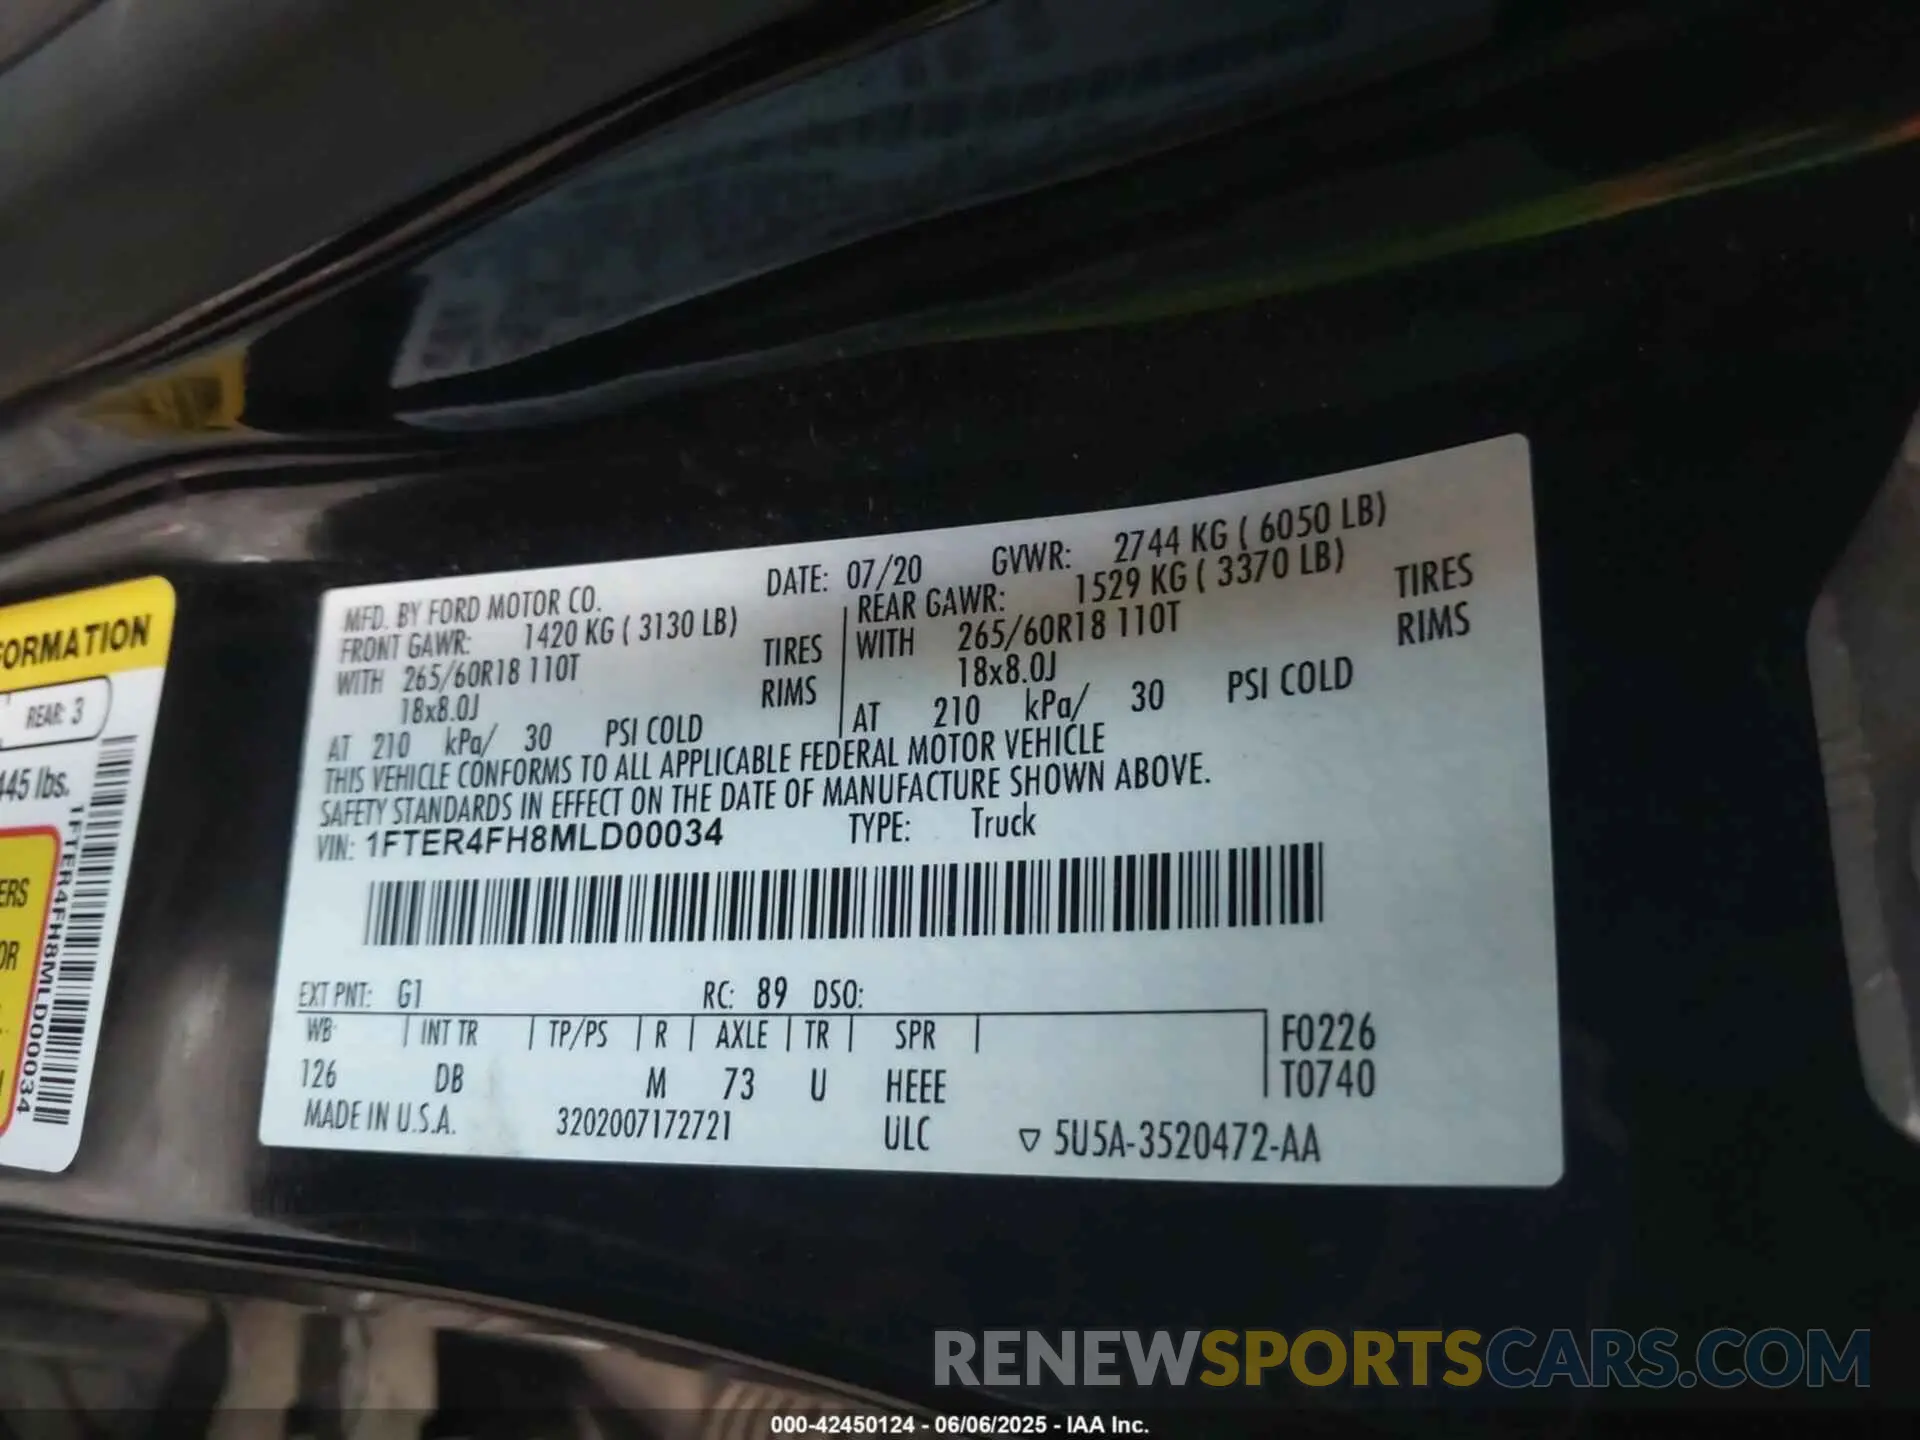 MFD. BY FORD MOTOR CO.
DATE: 07/20
GVWR: 2744 KG ( 6050 LB)
FRONT GAWR: 1420 KG ( 3130 LB)
WITH 265/60R18 110T TIRES
18x8.0J RIMS
AT 210 kPa/ 30 PSI COLD
REAR GAWR: 1529 KG ( 3370 LB)
WITH 265/60R18 110T TIRES
18x8.0J RIMS
AT 210 kPa/ 30 PSI COLD
THIS VEHICLE CONFORMS TO ALL APPLICABLE FEDERAL MOTOR VEHICLE
SAFETY STANDARDS IN EFFECT ON THE DATE OF MANUFACTURE SHOWN ABOVE.
VIN: 1FTER4FH8MLD00034 TYPE: Truck
EXT PNT: G1 RC: 89 DSO:
WB INT TR TP/PS R AXLE TR SPR F0226
126 DB M 73 U HEEE T0740
MADE IN U.S.A. 3202007172721 ULC ▽ 5U5A-3520472-AA
ORMATION
REAR: 3
445 lbs.
1FTER4FH8MLD00034
ERS
OR
RENEWSPORTSCARS.COM
000-42450124 - 06/06/2025 - IAA Inc.